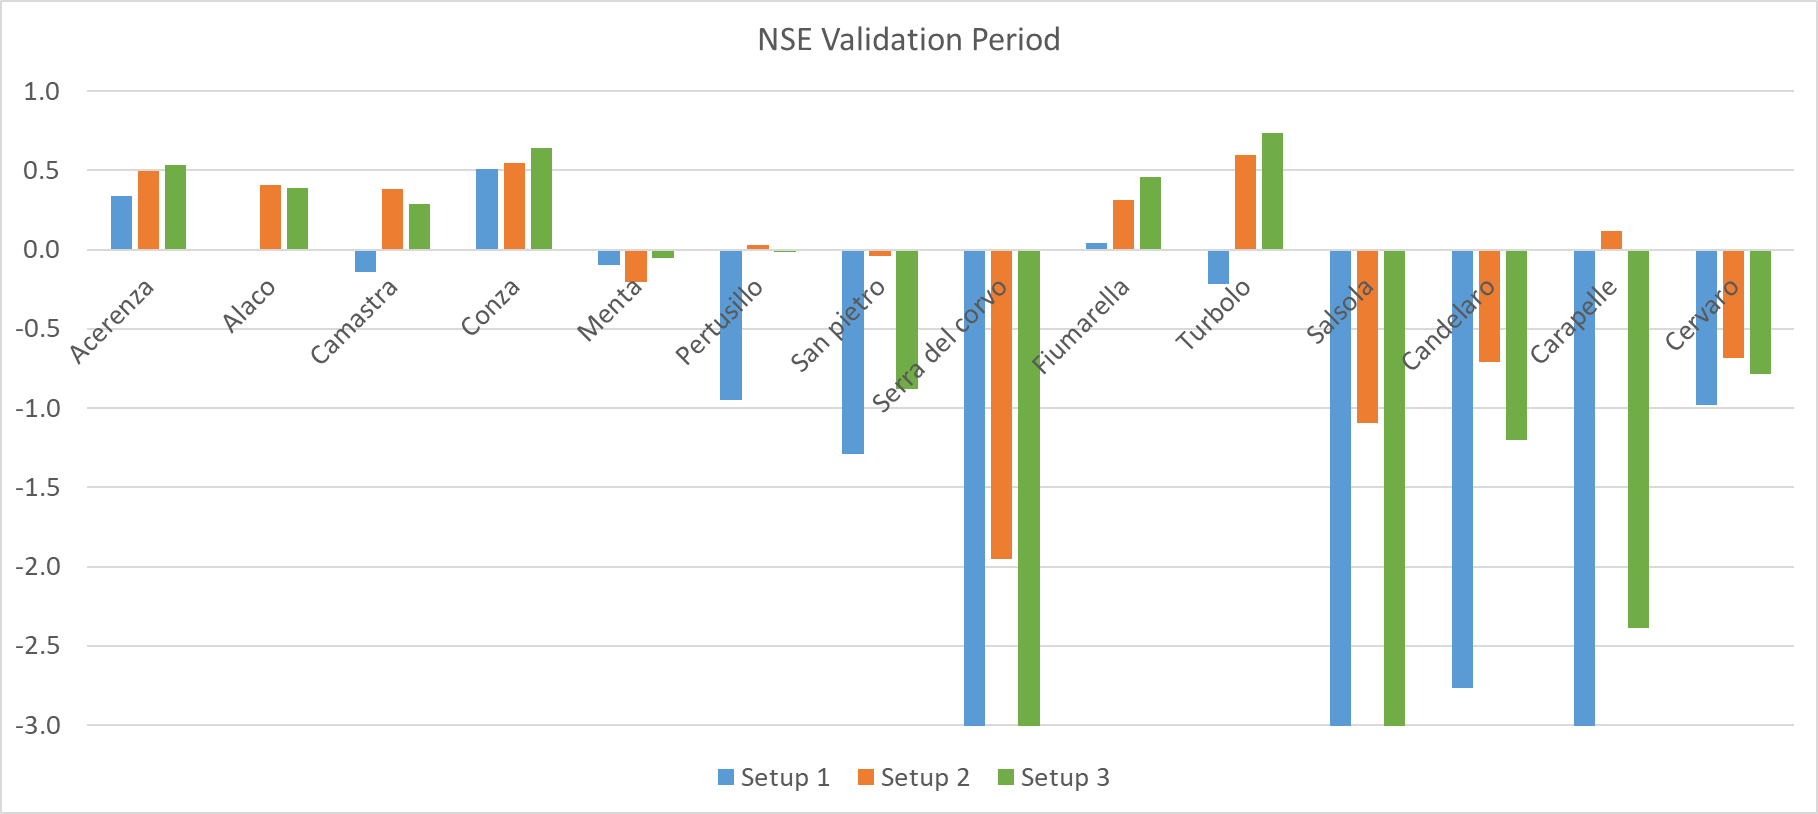 NSE Validation Period
1.0
0.5
0.0
-0.5
-1.0
-1.5
-2.0
-2.5
-3.0
Acerenza
Alaco
Camastra
Conza
Menta
Pertusillo
San pietro
Serra del corvo
Fiumarella
Turbolo
Salsola
Candelaro
Carapelle
Cervaro
Setup 1 Setup 2 Setup 3